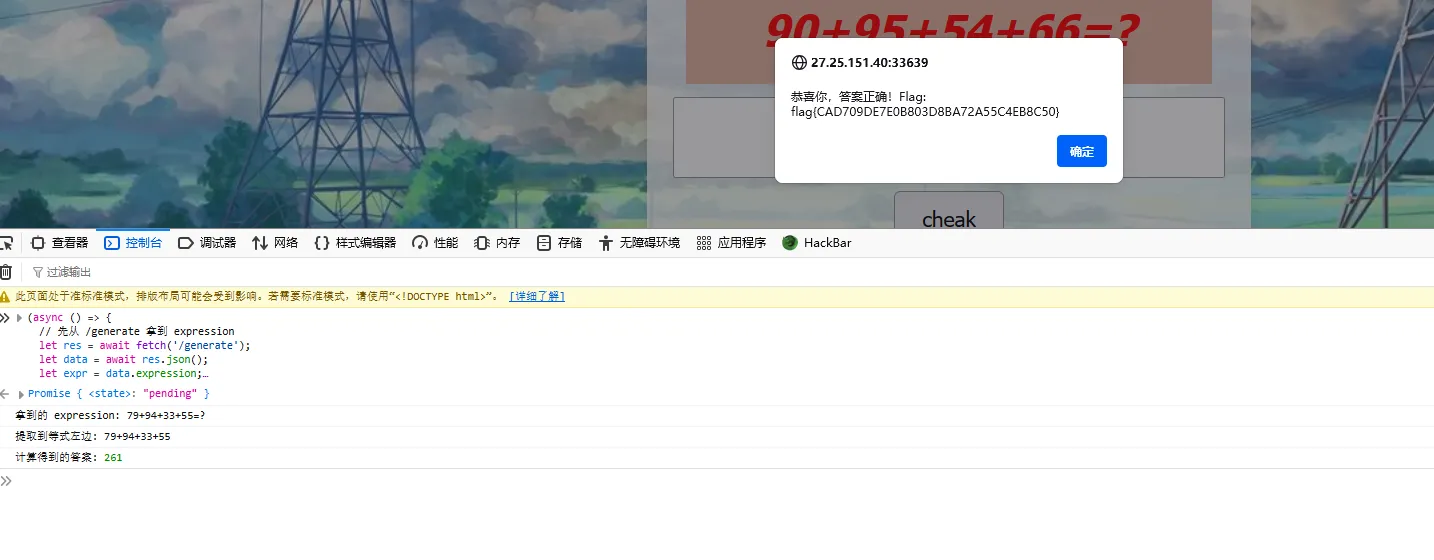 90+95+54+66=?
27.25.151.40:33639
恭喜你，答案正确！Flag:
flag{CAD709DE7E0B803D8BA72A55C4EB8C50}
确定
cheak
查看器 控制台 调试器 网络 样式编辑器 性能 内存 存储 无障碍环境 应用程序 HackBar
过滤输出
此页面处于准标准模式，排版布局可能会受到影响。若需要标准模式，请使用“<!DOCTYPE html>”。 [详细了解]
(async () => {
// 先从 /generate 拿到 expression
let res = await fetch('/generate');
let data = await res.json();
let expr = data.expression;…
Promise { <state>: "pending" }
拿到的 expression: 79+94+33+55=?
提取到等式左边: 79+94+33+55
计算得到的答案: 261